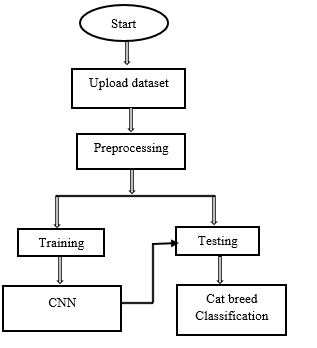 Start
Upload dataset
Preprocessing
Training
Testing
CNN
Cat breed
Classification